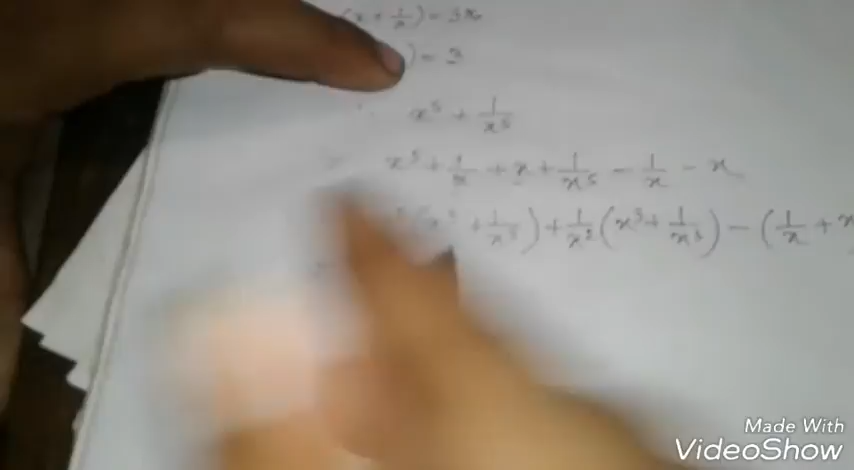 (x + 1/x) = 3x
) = 3
x⁵ + 1/x⁵
x⁵ + 1/x + x + 1/x⁵ - 1/x - x
+ 1/x³) + 1/x² (x³ + 1/x³) - (1/x + x
Made With
VideoShow